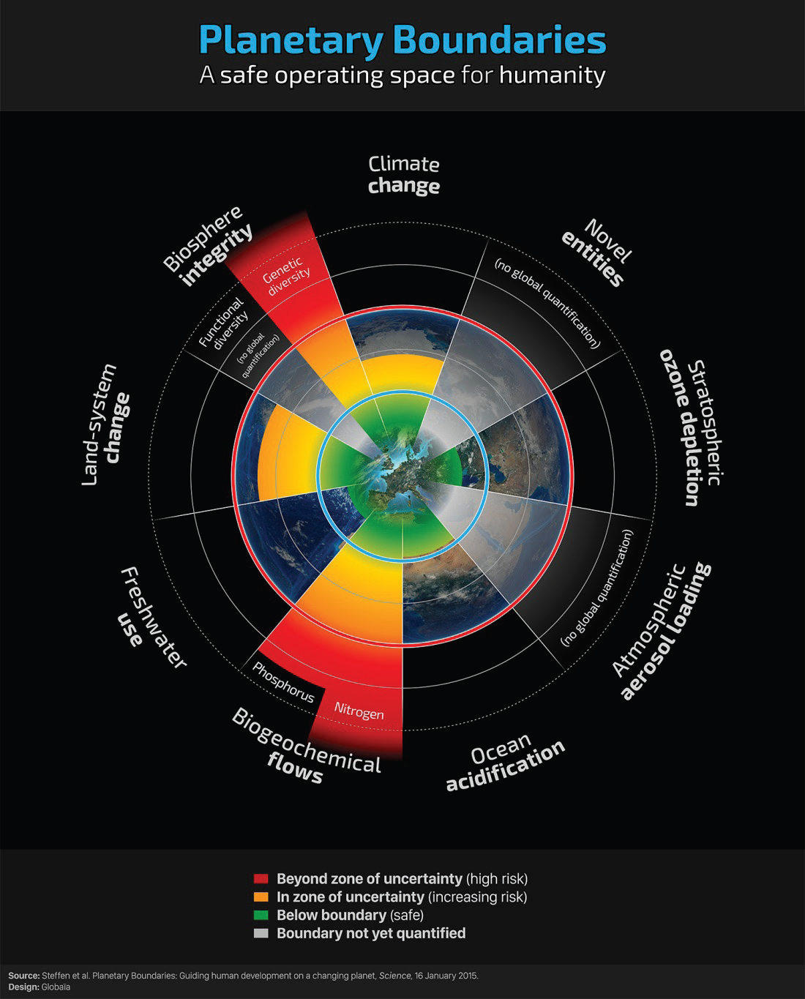 Planetary Boundaries
A safe operating space for humanity
Climate
change
Novel
entities
(no global quantification)
Stratospheric
ozone depletion
Atmospheric
aerosol loading
(no global quantification)
Ocean
acidification
Biogeochemical
flows
Phosphorus
Nitrogen
Freshwater
use
Land-system
change
Biosphere
integrity
Functional
diversity
(no global
quantification)
Genetic
diversity
Beyond zone of uncertainty (high risk)
In zone of uncertainty (increasing risk)
Below boundary (safe)
Boundary not yet quantified
Source: Steffen et al. Planetary Boundaries: Guiding human development on a changing planet, Science, 16 January 2015.
Design: Globaïa